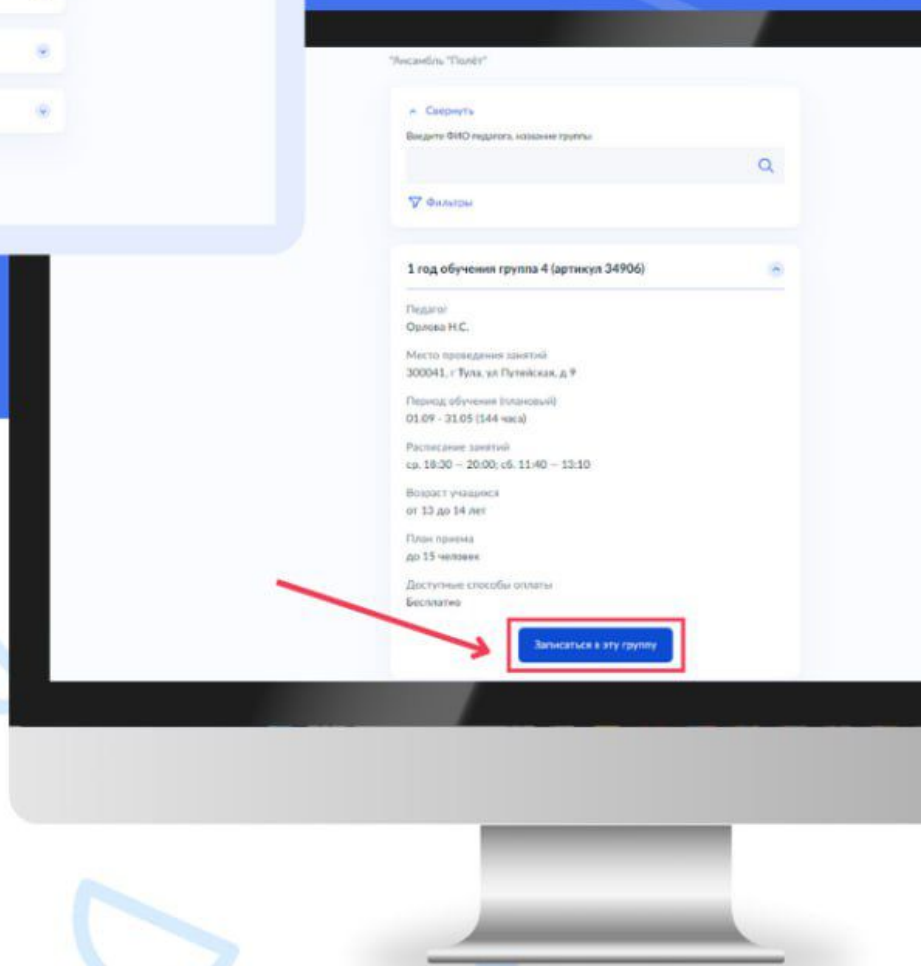 "Ансамбль "Полёт"
Свернуть
Введите ФИО педагога, название группы
Фильтры
1 год обучения группа 4 (артикул 34906)
Педагог
Орлова Н.С.
Место проведения занятий
300041, г Тула, ул Путейская, д 9
Период обучения (плановый)
01.09 - 31.05 (144 часа)
Расписание занятий
ср. 18:30 — 20:00; сб. 11:40 — 13:10
Возраст учащихся
от 13 до 14 лет
План приема
до 15 человек
Доступные способы оплаты
Бесплатно
Записаться в эту группу